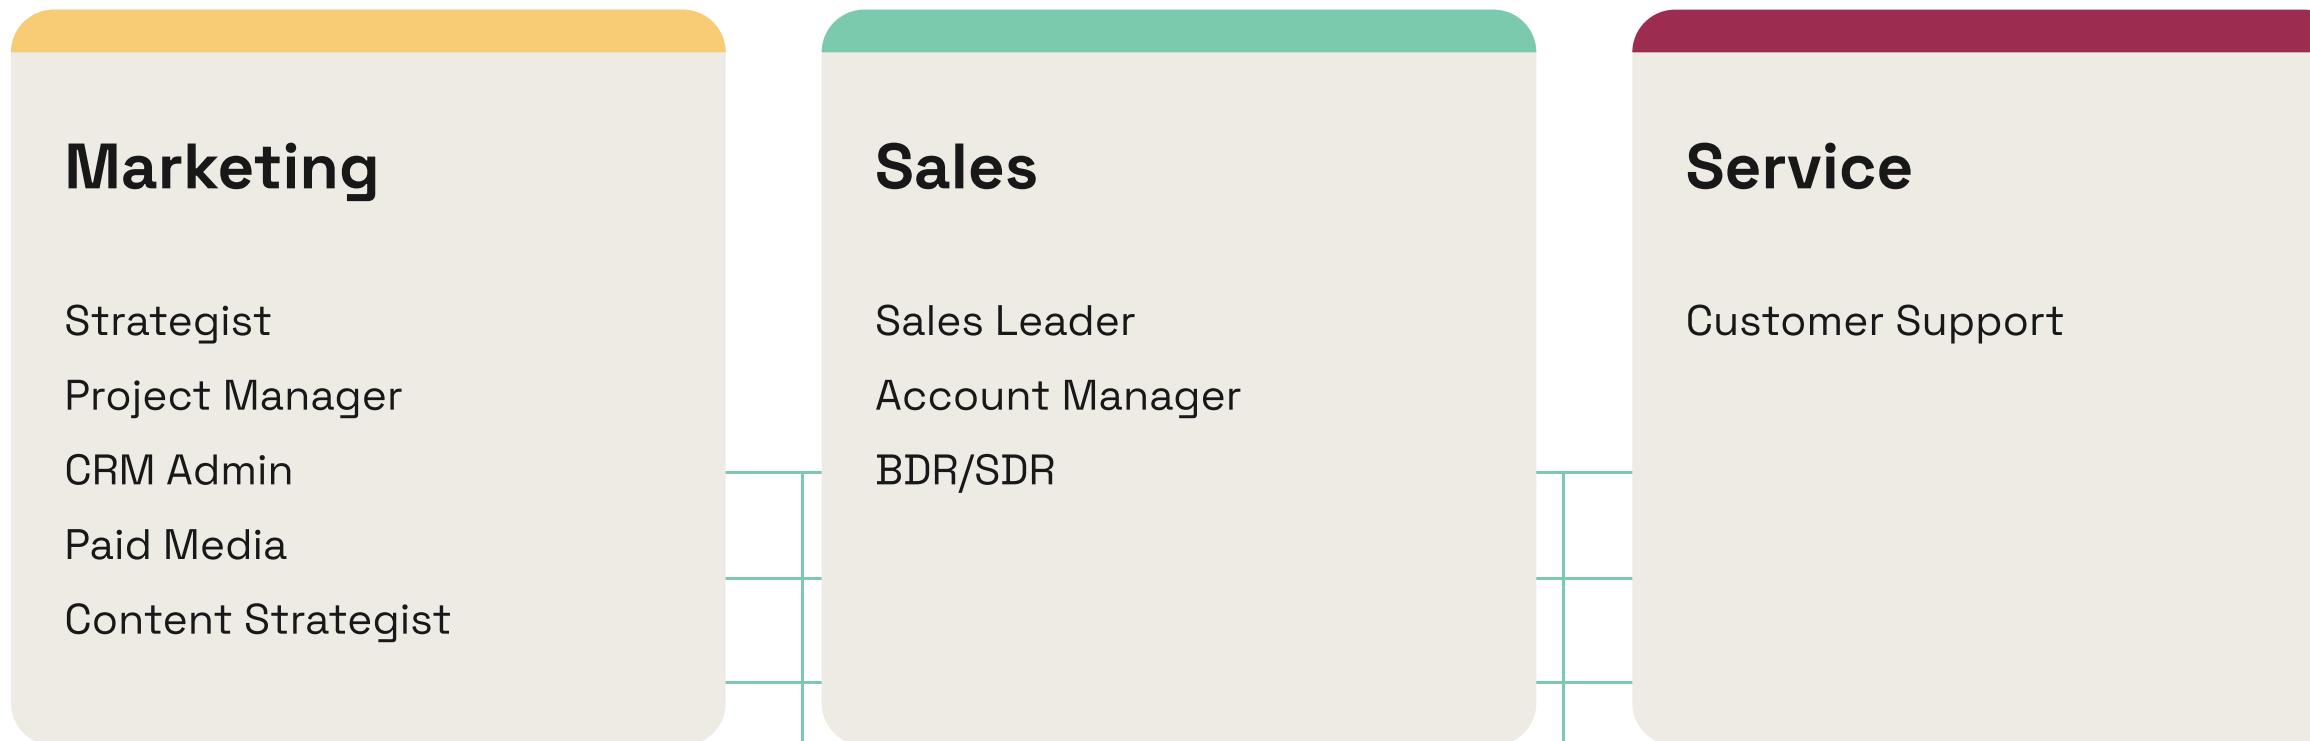 Marketing
Strategist
Project Manager
CRM Admin
Paid Media
Content Strategist
Sales
Sales Leader
Account Manager
BDR/SDR
Service
Customer Support